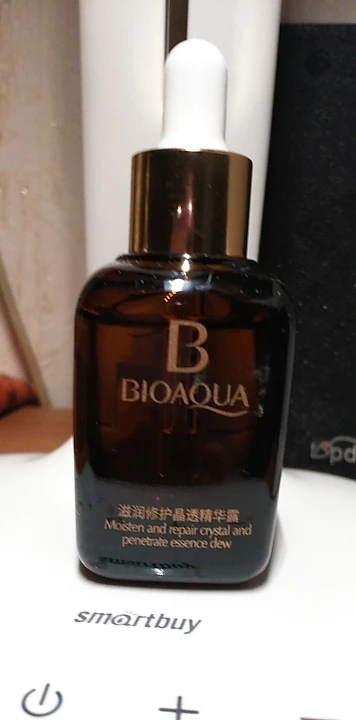 B
BIOAQUA
滋润修护晶透精华露
Moisten and repair crystal and
penetrate essence dew
smartbuy